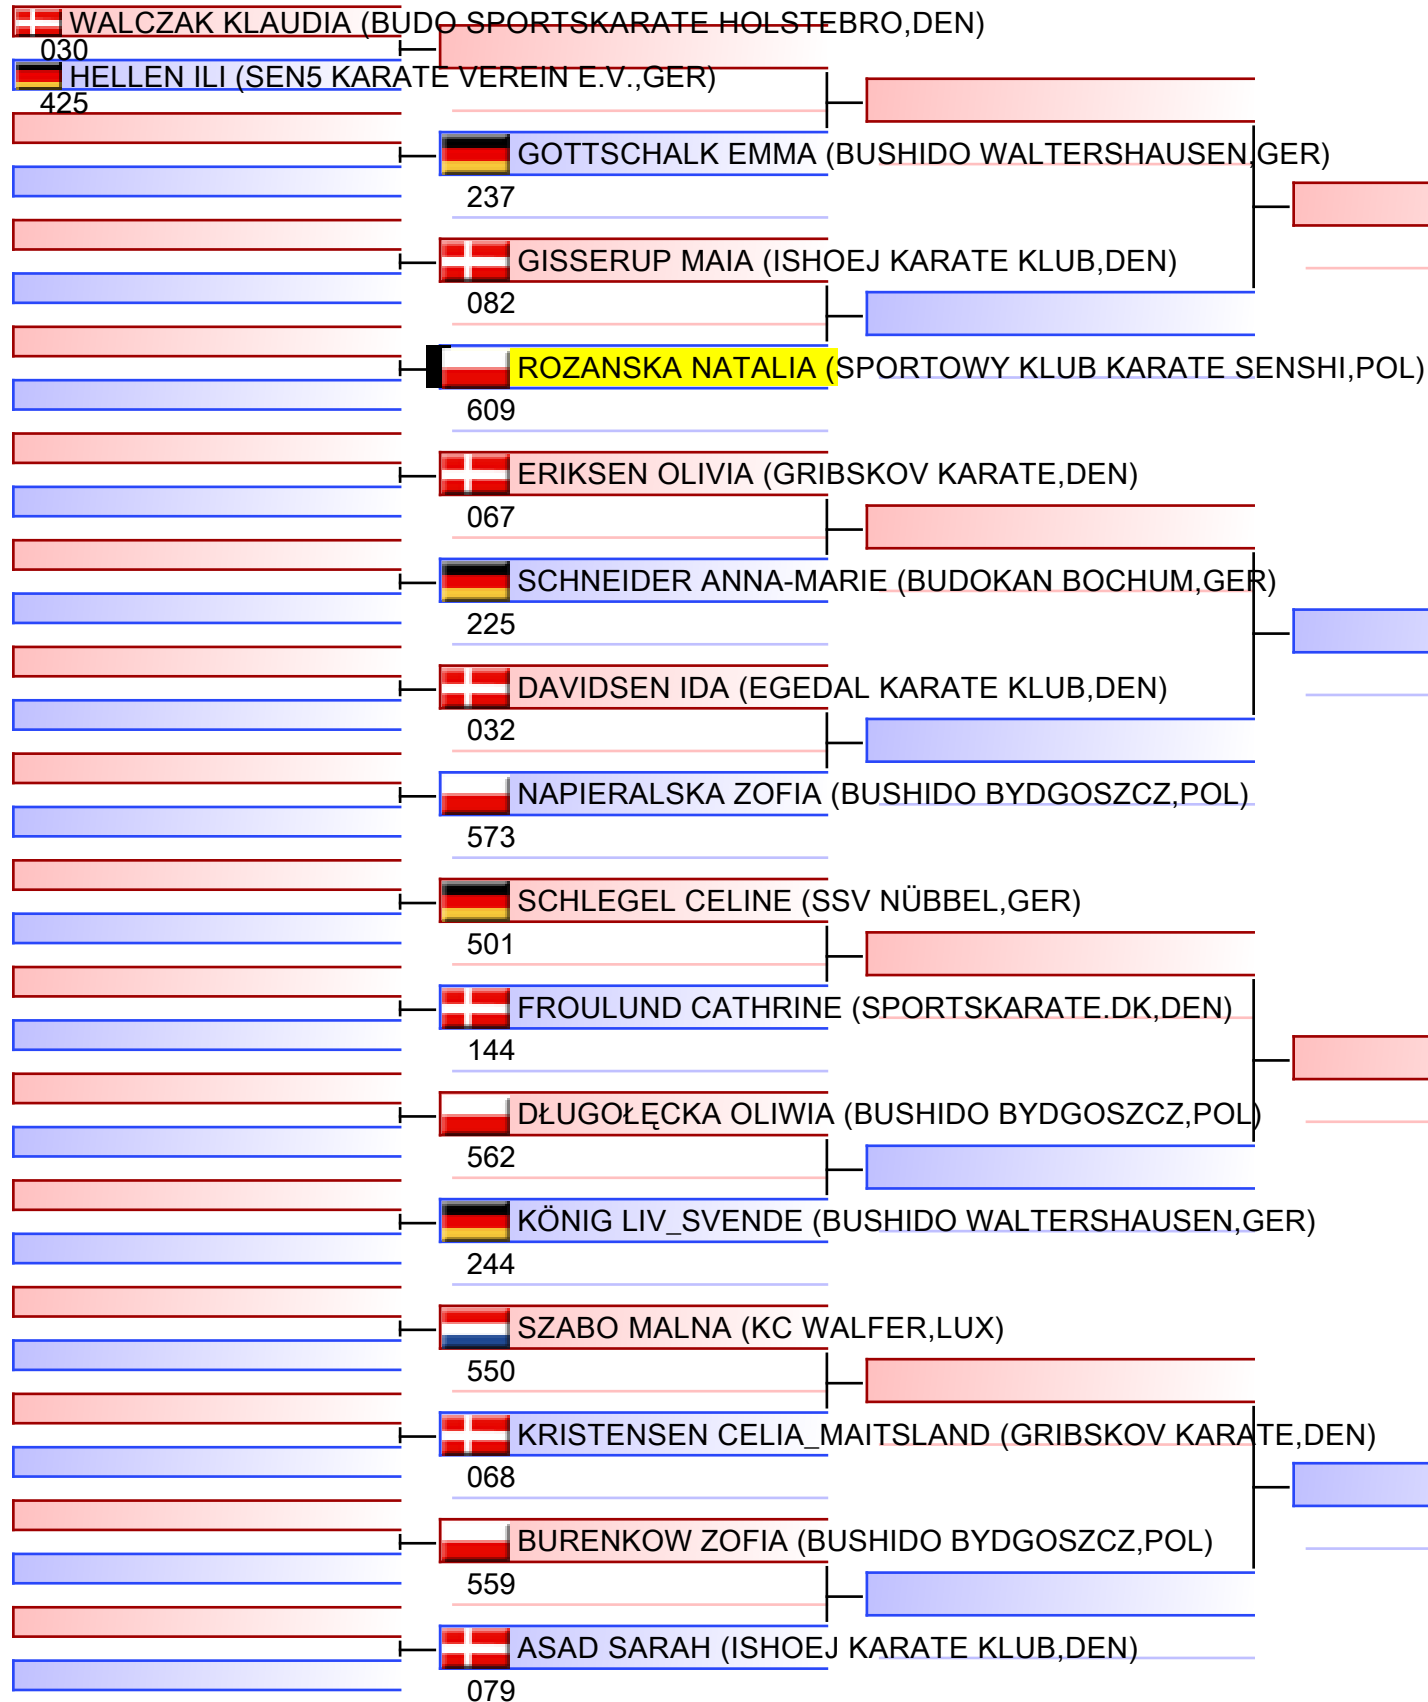 WALCZAK KLAUDIA (BUDO SPORTSKARATE HOLSTEBRO,DEN)
030
HELLEN ILI (SEN5 KARATE VEREIN E.V.,GER)
425
GOTTSCHALK EMMA (BUSHIDO WALTERSHAUSEN,GER)
237
GISSERUP MAIA (ISHOEJ KARATE KLUB,DEN)
082
ROZANSKA NATALIA (SPORTOWY KLUB KARATE SENSHI,POL)
609
ERIKSEN OLIVIA (GRIBSKOV KARATE,DEN)
067
SCHNEIDER ANNA-MARIE (BUDOKAN BOCHUM,GER)
225
DAVIDSEN IDA (EGEDAL KARATE KLUB,DEN)
032
NAPIERALSKA ZOFIA (BUSHIDO BYDGOSZCZ,POL)
573
SCHLEGEL CELINE (SSV NÜBBEL,GER)
501
FROULUND CATHRINE (SPORTSKARATE.DK,DEN)
144
DŁUGOŁĘCKA OLIWIA (BUSHIDO BYDGOSZCZ,POL)
562
KÖNIG LIV_SVENDE (BUSHIDO WALTERSHAUSEN,GER)
244
SZABO MALNA (KC WALFER,LUX)
550
KRISTENSEN CELIA_MAITSLAND (GRIBSKOV KARATE,DEN)
068
BURENKOW ZOFIA (BUSHIDO BYDGOSZCZ,POL)
559
ASAD SARAH (ISHOEJ KARATE KLUB,DEN)
079